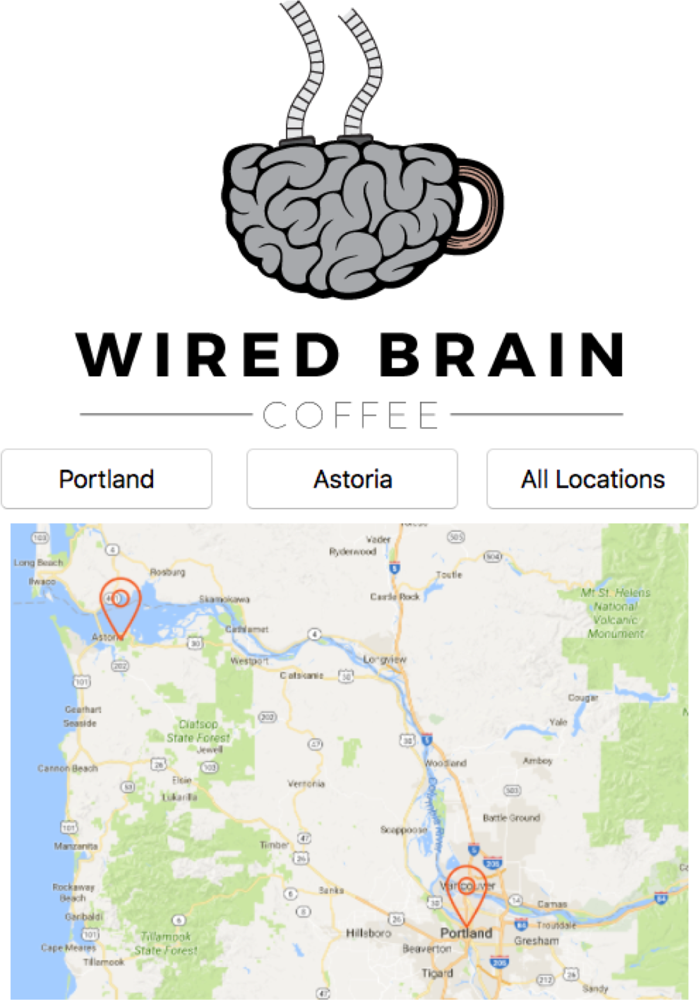 WIRED BRAIN
COFFEE
Portland
Astoria
All Locations
103
4
Long Beach
Ilwaco
Rosburg
Astoria
Skamokawa
Cathlamet
30
4
Westport
Clatskanie
30
202
101
Vader
Ryderwood
505
504
5
Toutle
Castle Rock
Longview
Mt St. Helens
National
Volcanic
Monument
Cougar
Yale
Gearhart
Seaside
Clatsop
State Forest
Jewell
202
47
30
5
Woodland
Amboy
Cannon Beach
26
103
53
Elsie
Lukarilla
Vernonia
503
Columbia River
Battle Ground
101
Manzanita
Timber
47
26
Scappoose
5
205
Vancouver
Rockaway
Beach
Garibaldi
6
Banks
6
8
30
14
Camas
84
101
Cape Meares
Tillamook
Tillamook
State Forest
26
Hillsboro
Portland
84
Troutdale
Gresham
Beaverton
205
Tigard
212
26
Sandy
47